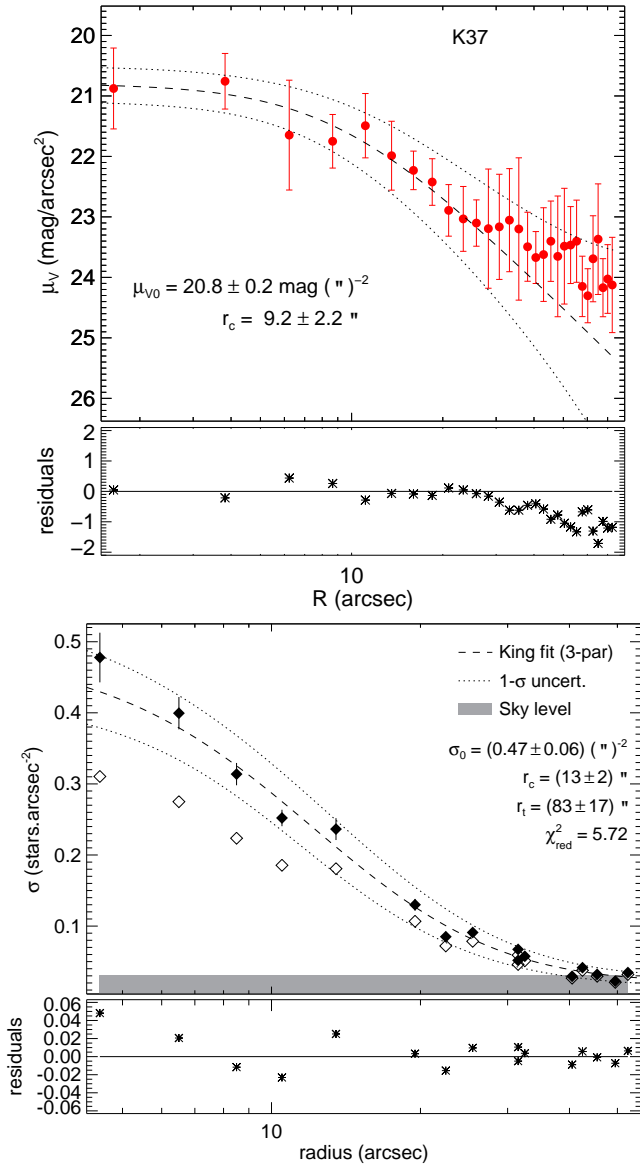 K37
20
21
22
23
24
25
26
μV (mag/arcsec²)
μV0 = 20.8 ± 0.2 mag (")⁻²
rc = 9.2 ± 2.2 "
2
1
0
-1
-2
residuals
10
R (arcsec)
0.5
0.4
0.3
0.2
0.1
σ (stars.arcsec⁻²)
King fit (3-par)
1-σ uncert.
Sky level
σ0 = (0.47 ± 0.06) (")⁻²
rc = (13 ± 2) "
rt = (83 ± 17) "
χ²red = 5.72
0.06
0.04
0.02
0.00
-0.02
-0.04
-0.06
residuals
10
radius (arcsec)